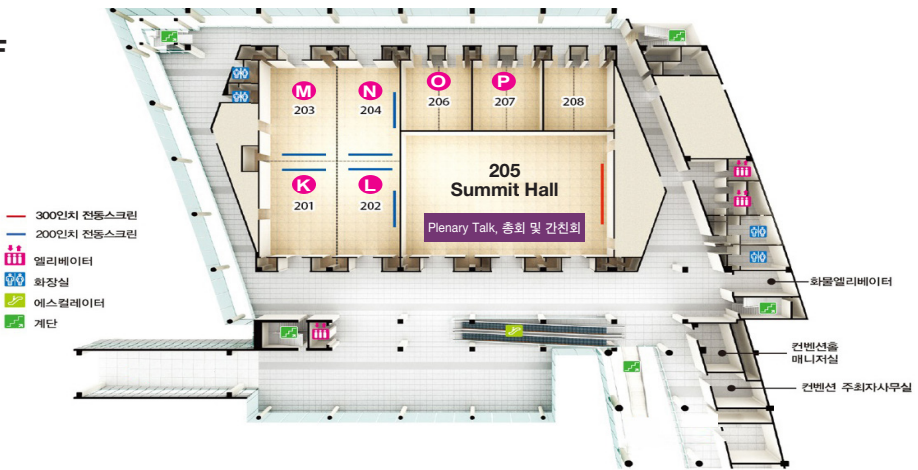 F
M
N
O
P
203
204
206
207
208
205
Summit Hall
K
L
201
202
Plenary Talk, 총회 및 간친회
300인치 전동스크린
200인치 전동스크린
엘리베이터
화장실
에스컬레이터
계단
화물엘리베이터
컨벤션홀
매니저실
컨벤션 주최자사무실